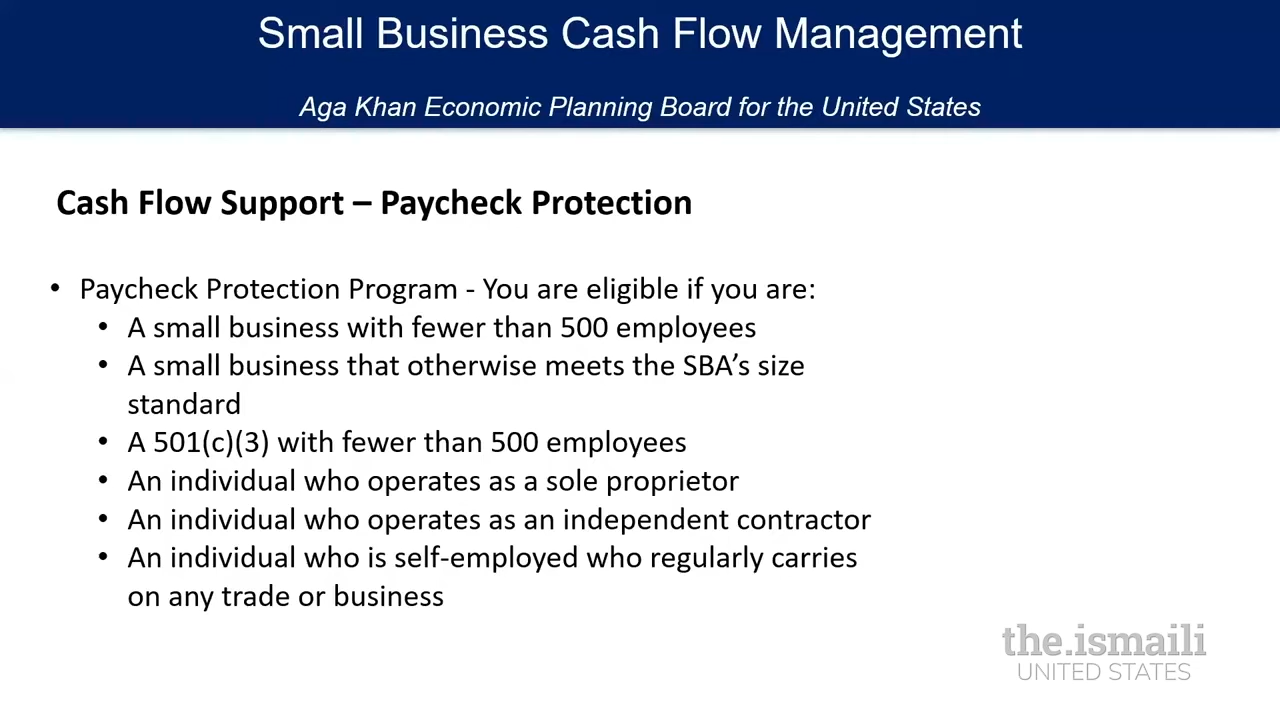 Small Business Cash Flow Management
Aga Khan Economic Planning Board for the United States
Cash Flow Support – Paycheck Protection
• Paycheck Protection Program - You are eligible if you are:
• A small business with fewer than 500 employees
• A small business that otherwise meets the SBA’s size
standard
• A 501(c)(3) with fewer than 500 employees
• An individual who operates as a sole proprietor
• An individual who operates as an independent contractor
• An individual who is self-employed who regularly carries
on any trade or business
the.ismaili
UNITED STATES